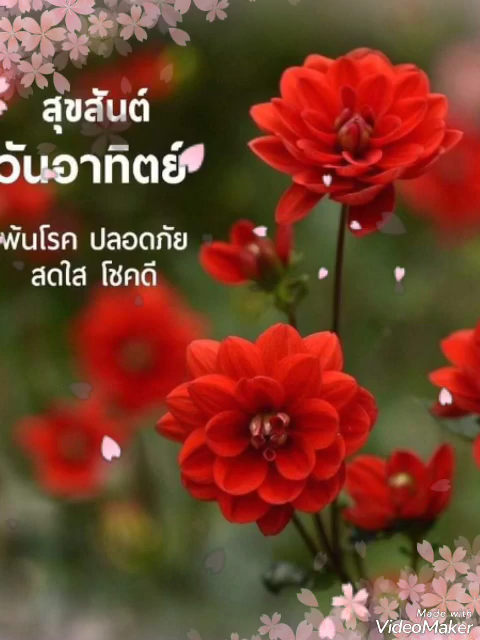 สุขสันต์
วันอาทิตย์
พ้นโรค ปลอดภัย
สดใส โชคดี
Made with
VideoMaker